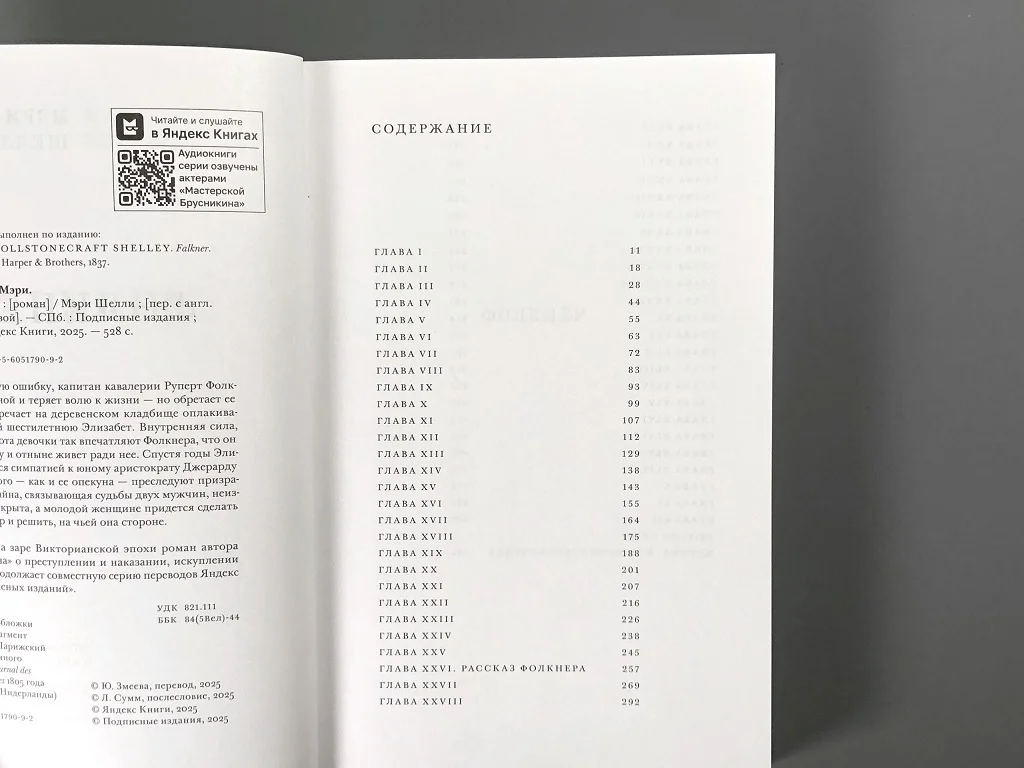 Читайте и слушайте
в Яндекс Книгах
Аудиокниги
серии озвучены
актерами
«Мастерской
Брусникина»
ыполнен по изданию:
OLLSTONECRAFT SHELLEY. Falkner.
Harper & Brothers, 1837.
Мэри.
: [роман] / Мэри Шелли ; [пер. с англ.
вой]. — СПб. : Подписные издания ;
екс Книги, 2025. — 528 с.
-5-6051790-9-2
ую ошибку, капитан кавалерии Руперт Фолк-
ной и теряет волю к жизни — но обретает ее
речает на деревенском кладбище оплакива-
й шестилетнюю Элизабет. Внутренняя сила,
ота девочки так впечатляют Фолкнера, что он
у и отныне живет ради нее. Спустя годы Эли-
ся симпатией к юному аристократу Джерарду
ого — как и ее опекуна — преследуют призра-
айна, связывающая судьбы двух мужчин, неиз-
крыта, а молодой женщине придется сделать
р и решить, на чьей она стороне.
а заре Викторианской эпохи роман автора
на» о преступлении и наказании, искуплении
одолжает совместную серию переводов Яндекс
сных изданий».
УДК 821.111
ББК 84(5Вел)-44
бложки
агмент
Парижский
много
urnal des
ез 1805 года
Нидерланды)
1790-9-2
© Ю. Змеева, перевод, 2025
© Л. Сумм, послесловие, 2025
© Яндекс Книги, 2025
© Подписные издания, 2025
СОДЕРЖАНИЕ
ГЛАВА I 11
ГЛАВА II 18
ГЛАВА III 28
ГЛАВА IV 44
ГЛАВА V 55
ГЛАВА VI 63
ГЛАВА VII 72
ГЛАВА VIII 83
ГЛАВА IX 93
ГЛАВА X 99
ГЛАВА XI 107
ГЛАВА XII 112
ГЛАВА XIII 129
ГЛАВА XIV 138
ГЛАВА XV 143
ГЛАВА XVI 155
ГЛАВА XVII 164
ГЛАВА XVIII 175
ГЛАВА XIX 188
ГЛАВА XX 201
ГЛАВА XXI 207
ГЛАВА XXII 216
ГЛАВА XXIII 226
ГЛАВА XXIV 238
ГЛАВА XXV 245
ГЛАВА XXVI. РАССКАЗ ФОЛКНЕРА 257
ГЛАВА XXVII 269
ГЛАВА XXVIII 292